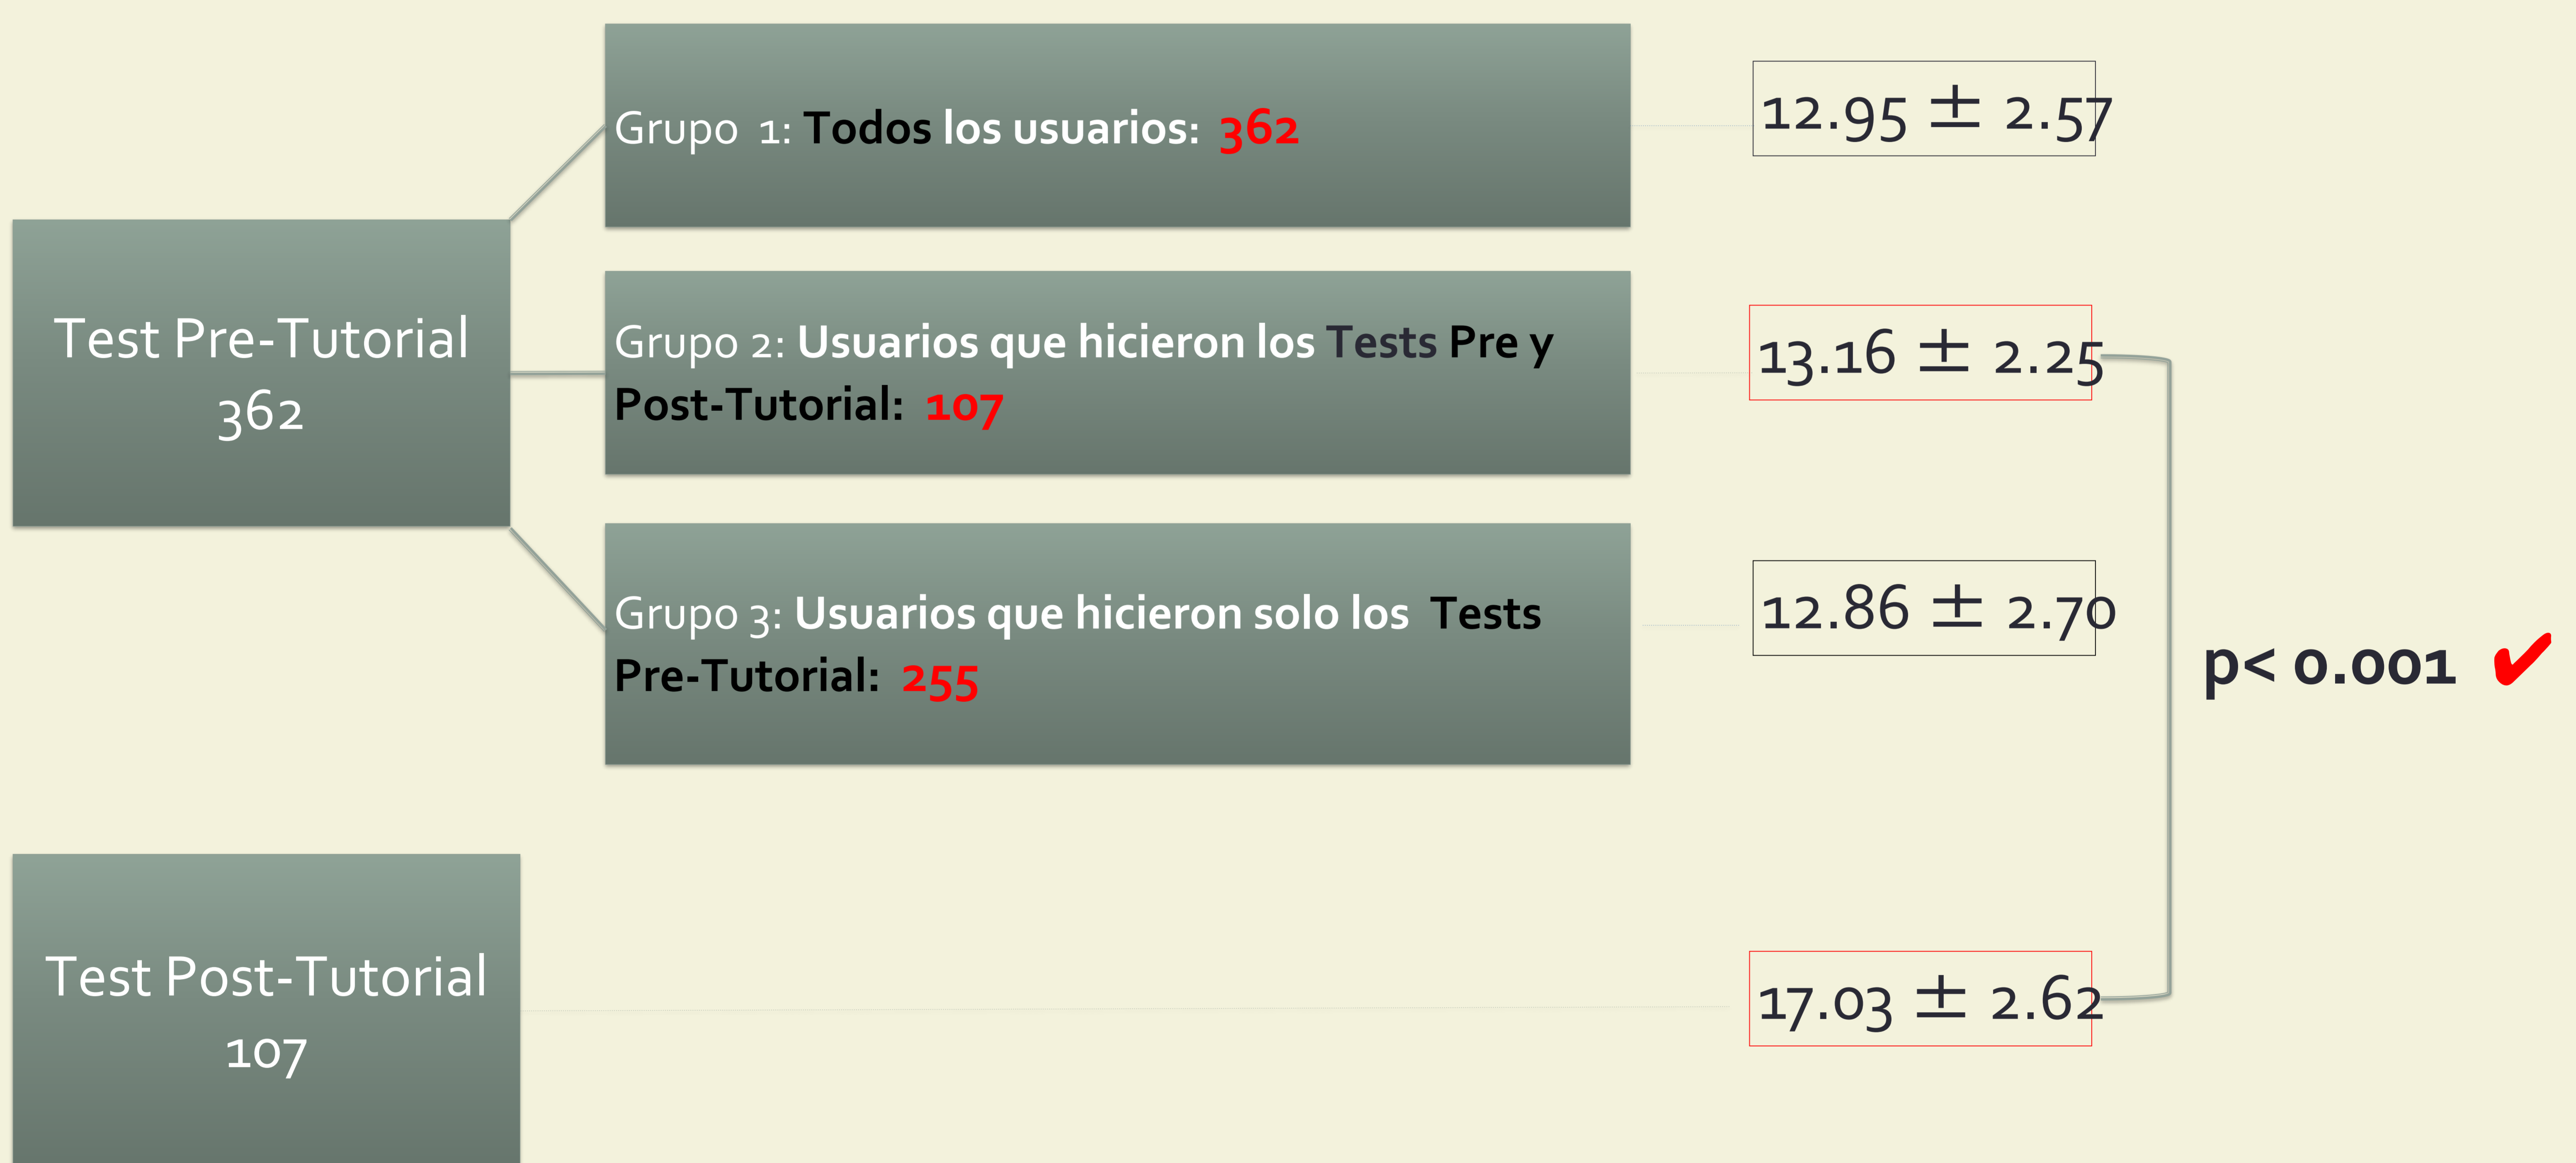 Grupo 1: Todos los usuarios: 362
12.95 ± 2.57
Test Pre-Tutorial
362
Grupo 2: Usuarios que hicieron los Tests Pre y
Post-Tutorial: 107
13.16 ± 2.25
Grupo 3: Usuarios que hicieron solo los Tests
Pre-Tutorial: 255
12.86 ± 2.70
p< 0.001 ✔
Test Post-Tutorial
107
17.03 ± 2.62